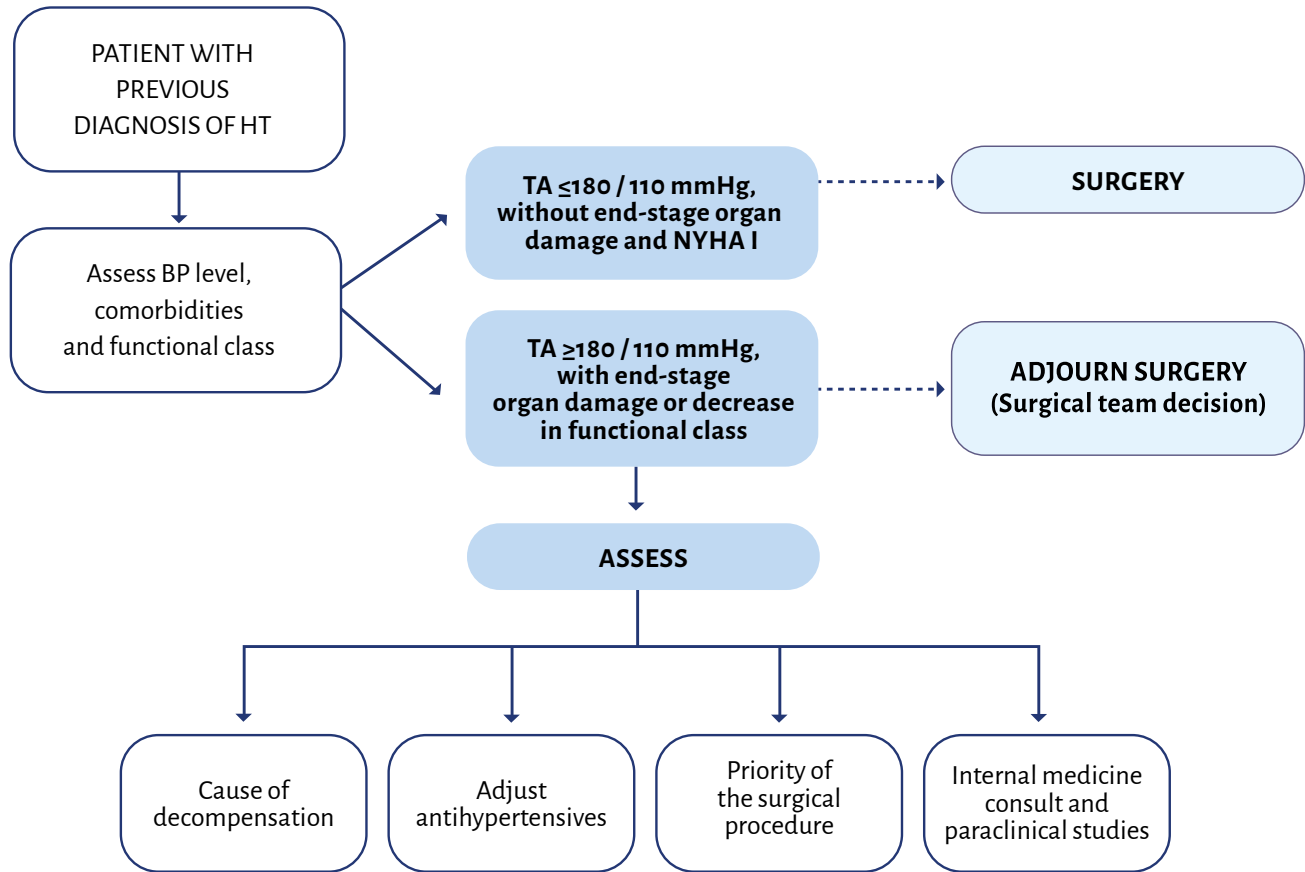 PATIENT WITH
PREVIOUS
DIAGNOSIS OF HT
Assess BP level,
comorbidities
and functional class
TA ≤180 / 110 mmHg,
without end-stage organ
damage and NYHA I
SURGERY
TA ≥180 / 110 mmHg,
with end-stage
organ damage or decrease
in functional class
ADJOURN SURGERY
(Surgical team decision)
ASSESS
Cause of
decompensation
Adjust
antihypertensives
Priority of
the surgical
procedure
Internal medicine
consult and
paraclinical studies